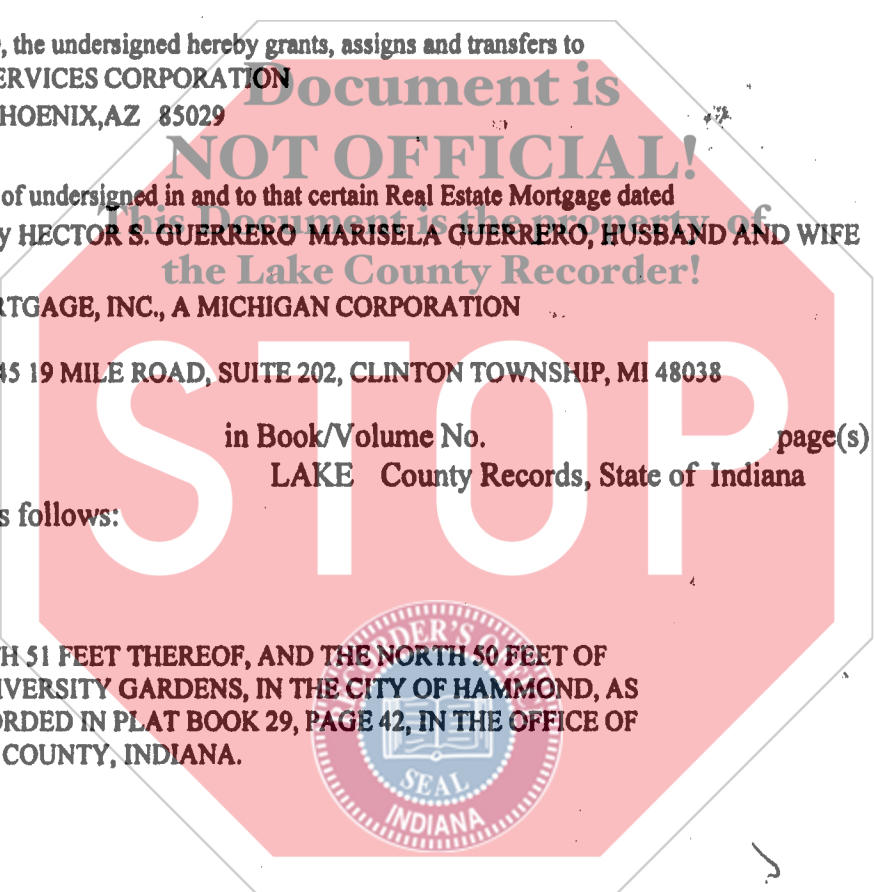 , the undersigned hereby grants, assigns and transfers to
ERVICES CORPORATION
Document is
HOENIX,AZ 85029
NOT OFFICIAL!
of undersigned in and to that certain Real Estate Mortgage dated
This Document is the property of
y HECTOR S. GUERRERO MARISELA GUERRERO, HUSBAND AND WIFE
the Lake County Recorder!
RTGAGE, INC., A MICHIGAN CORPORATION
45 19 MILE ROAD, SUITE 202, CLINTON TOWNSHIP, MI 48038
STOP
in Book/Volume No. page(s)
LAKE County Records, State of Indiana
s follows:
RECORDER'S OFFICE
TH 51 FEET THEREOF, AND THE NORTH 50 FEET OF
IVERSITY GARDENS, IN THE CITY OF HAMMOND, AS
ORDED IN PLAT BOOK 29, PAGE 42, IN THE OFFICE OF
COUNTY, INDIANA.
SEAL
INDIANA